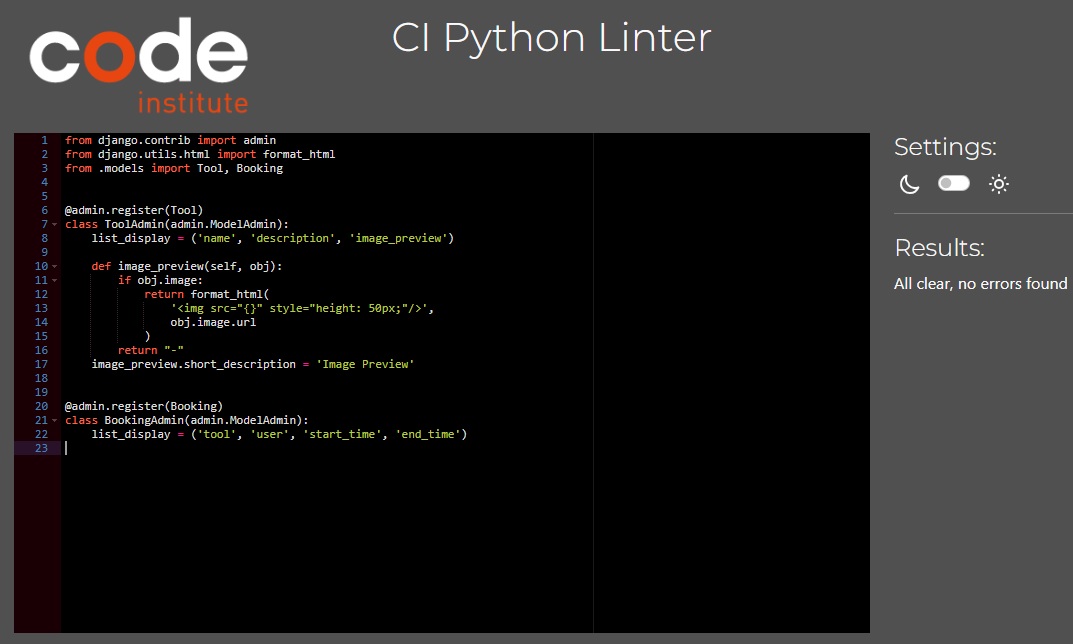 code
institute
CI Python Linter
1 from django.contrib import admin
2 from django.utils.html import format_html
3 from .models import Tool, Booking
4
5
6 @admin.register(Tool)
7 class ToolAdmin(admin.ModelAdmin):
8     list_display = ('name', 'description', 'image_preview')
9
10     def image_preview(self, obj):
11         if obj.image:
12             return format_html(
13                 '<img src="{}" style="height: 50px;"/>',
14                 obj.image.url
15             )
16         return "-"
17     image_preview.short_description = 'Image Preview'
18
19
20 @admin.register(Booking)
21 class BookingAdmin(admin.ModelAdmin):
22     list_display = ('tool', 'user', 'start_time', 'end_time')
23
Settings:
Results:
All clear, no errors found